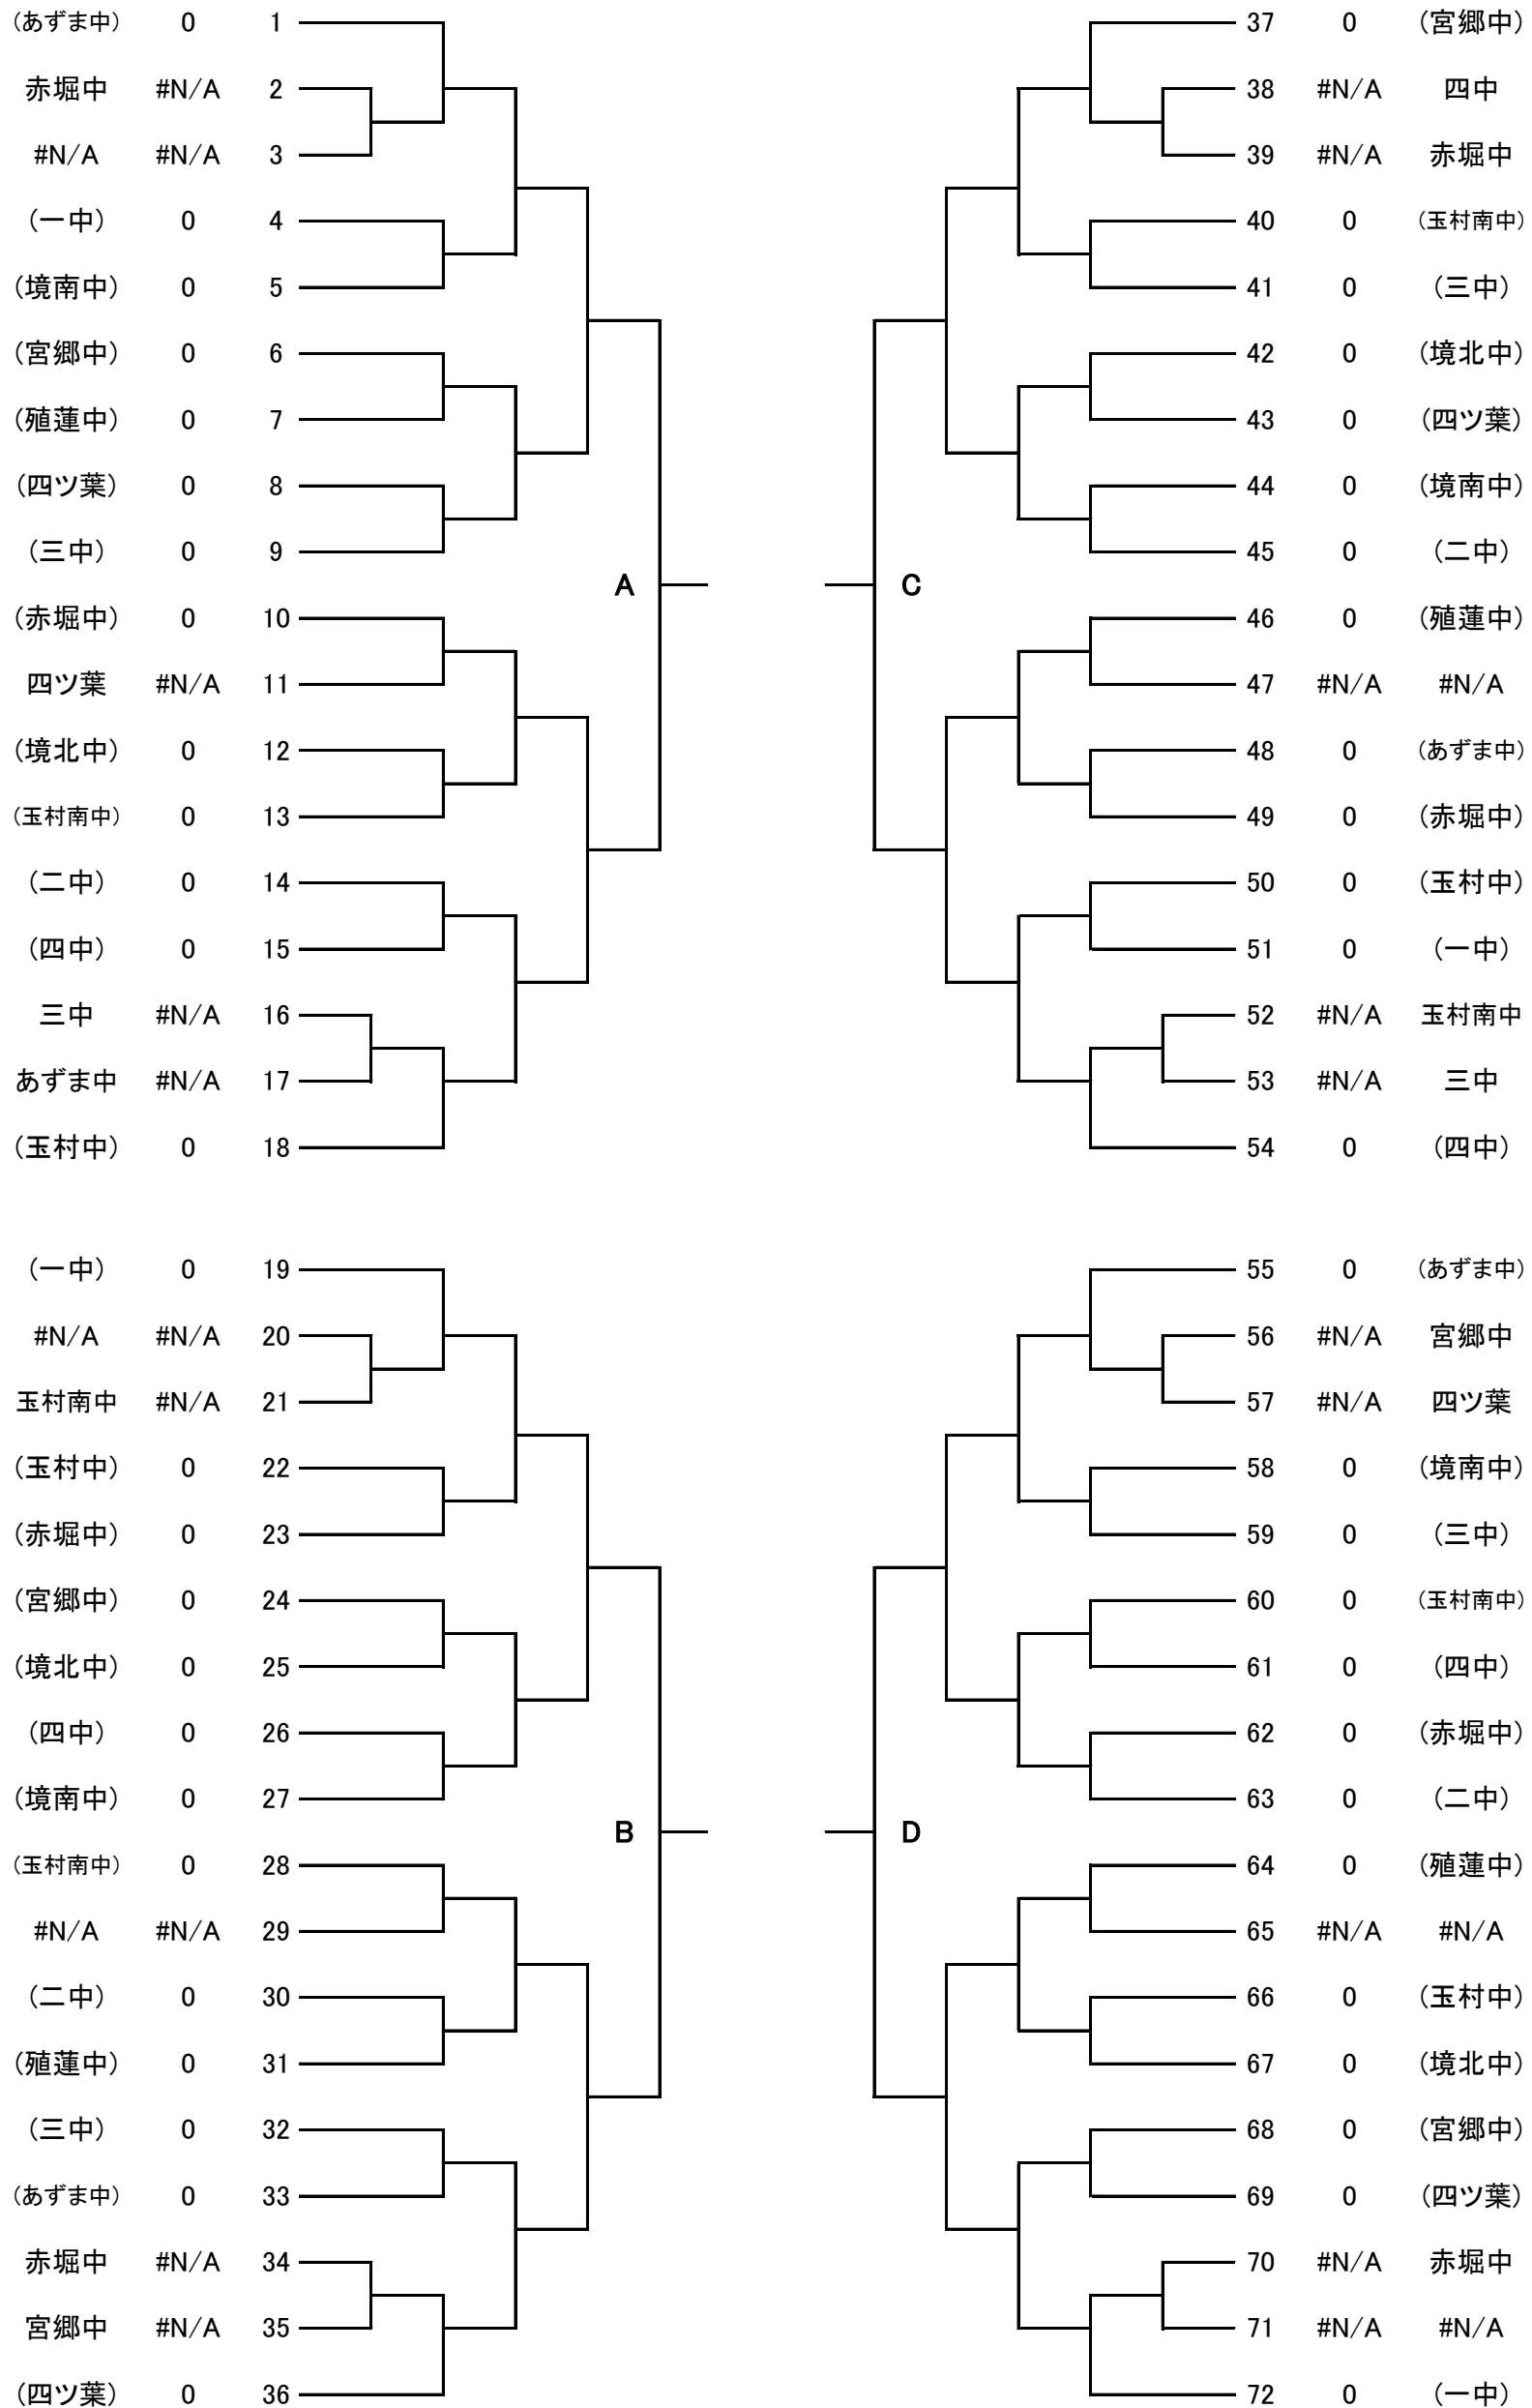 (あずま中) 0 1 37 0 (宮郷中)
赤堀中 #N/A 2 38 #N/A 四中
#N/A #N/A 3 39 #N/A 赤堀中
(一中) 0 4 40 0 (玉村南中)
(境南中) 0 5 41 0 (三中)
(宮郷中) 0 6 42 0 (境北中)
(殖蓮中) 0 7 43 0 (四ツ葉)
(四ツ葉) 0 8 44 0 (境南中)
(三中) 0 9 45 0 (二中)
A C
(赤堀中) 0 10 46 0 (殖蓮中)
四ツ葉 #N/A 11 47 #N/A #N/A
(境北中) 0 12 48 0 (あずま中)
(玉村南中) 0 13 49 0 (赤堀中)
(二中) 0 14 50 0 (玉村中)
(四中) 0 15 51 0 (一中)
三中 #N/A 16 52 #N/A 玉村南中
あずま中 #N/A 17 53 #N/A 三中
(玉村中) 0 18 54 0 (四中)
(一中) 0 19 55 0 (あずま中)
#N/A #N/A 20 56 #N/A 宮郷中
玉村南中 #N/A 21 57 #N/A 四ツ葉
(玉村中) 0 22 58 0 (境南中)
(赤堀中) 0 23 59 0 (三中)
(宮郷中) 0 24 60 0 (玉村南中)
(境北中) 0 25 61 0 (四中)
(四中) 0 26 62 0 (赤堀中)
(境南中) 0 27 63 0 (二中)
B D
(玉村南中) 0 28 64 0 (殖蓮中)
#N/A #N/A 29 65 #N/A #N/A
(二中) 0 30 66 0 (玉村中)
(殖蓮中) 0 31 67 0 (境北中)
(三中) 0 32 68 0 (宮郷中)
(あずま中) 0 33 69 0 (四ツ葉)
赤堀中 #N/A 34 70 #N/A 赤堀中
宮郷中 #N/A 35 71 #N/A #N/A
(四ツ葉) 0 36 72 0 (一中)